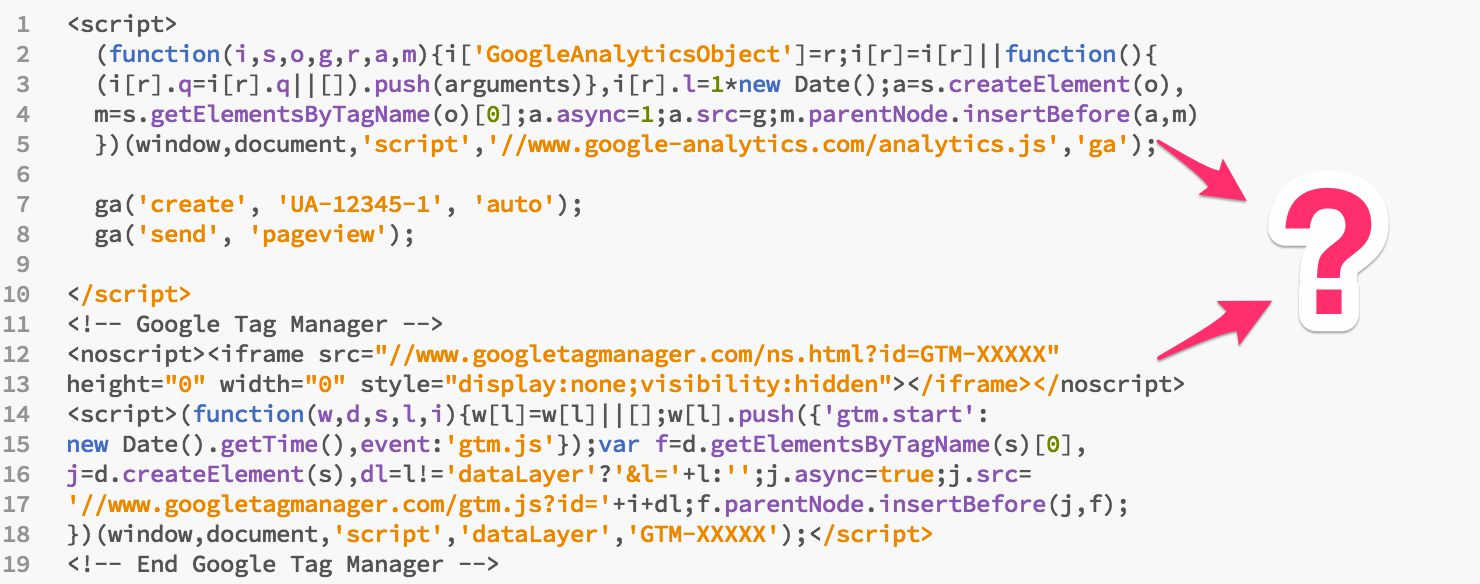 1 <script>
2 (function(i,s,o,g,r,a,m){i['GoogleAnalyticsObject']=r;i[r]=i[r]||function(){
3 (i[r].q=i[r].q||[]).push(arguments)},i[r].l=1*new Date();a=s.createElement(o),
4 m=s.getElementsByTagName(o)[0];a.async=1;a.src=g;m.parentNode.insertBefore(a,m)
5 })(window,document,'script','//www.google-analytics.com/analytics.js','ga');
6
7 ga('create', 'UA-12345-1', 'auto');
8 ga('send', 'pageview');
9
10 </script>
11 <!-- Google Tag Manager -->
12 <noscript><iframe src="//www.googletagmanager.com/ns.html?id=GTM-XXXXX"
13 height="0" width="0" style="display:none;visibility:hidden"></iframe></noscript>
14 <script>(function(w,d,s,l,i){w[l]=w[l]||[];w[l].push({'gtm.start':
15 new Date().getTime(),event:'gtm.js'});var f=d.getElementsByTagName(s)[0],
16 j=d.createElement(s),dl=l!='dataLayer'?'&l='+l:'';j.async=true;j.src=
17 '//www.googletagmanager.com/gtm.js?id='+i+dl;f.parentNode.insertBefore(j,f);
18 })(window,document,'script','dataLayer','GTM-XXXXX');</script>
19 <!-- End Google Tag Manager -->
?